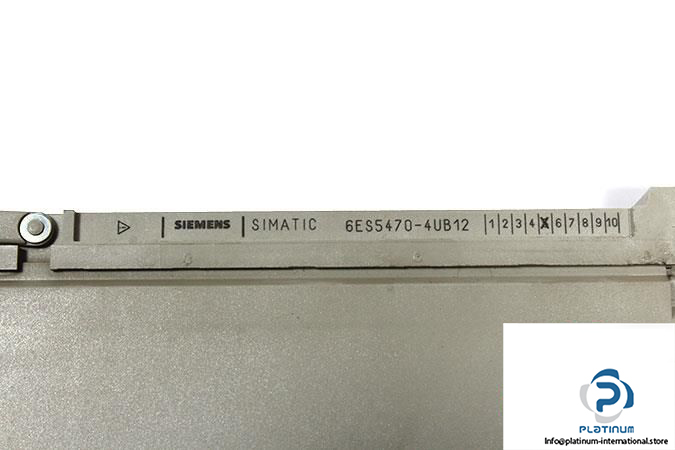 SIEMENS SIMATIC 6ES5470-4UB12 |1|2|3|4|X|6|7|8|9|10|
PLATINUM
Info@platinum-international.store